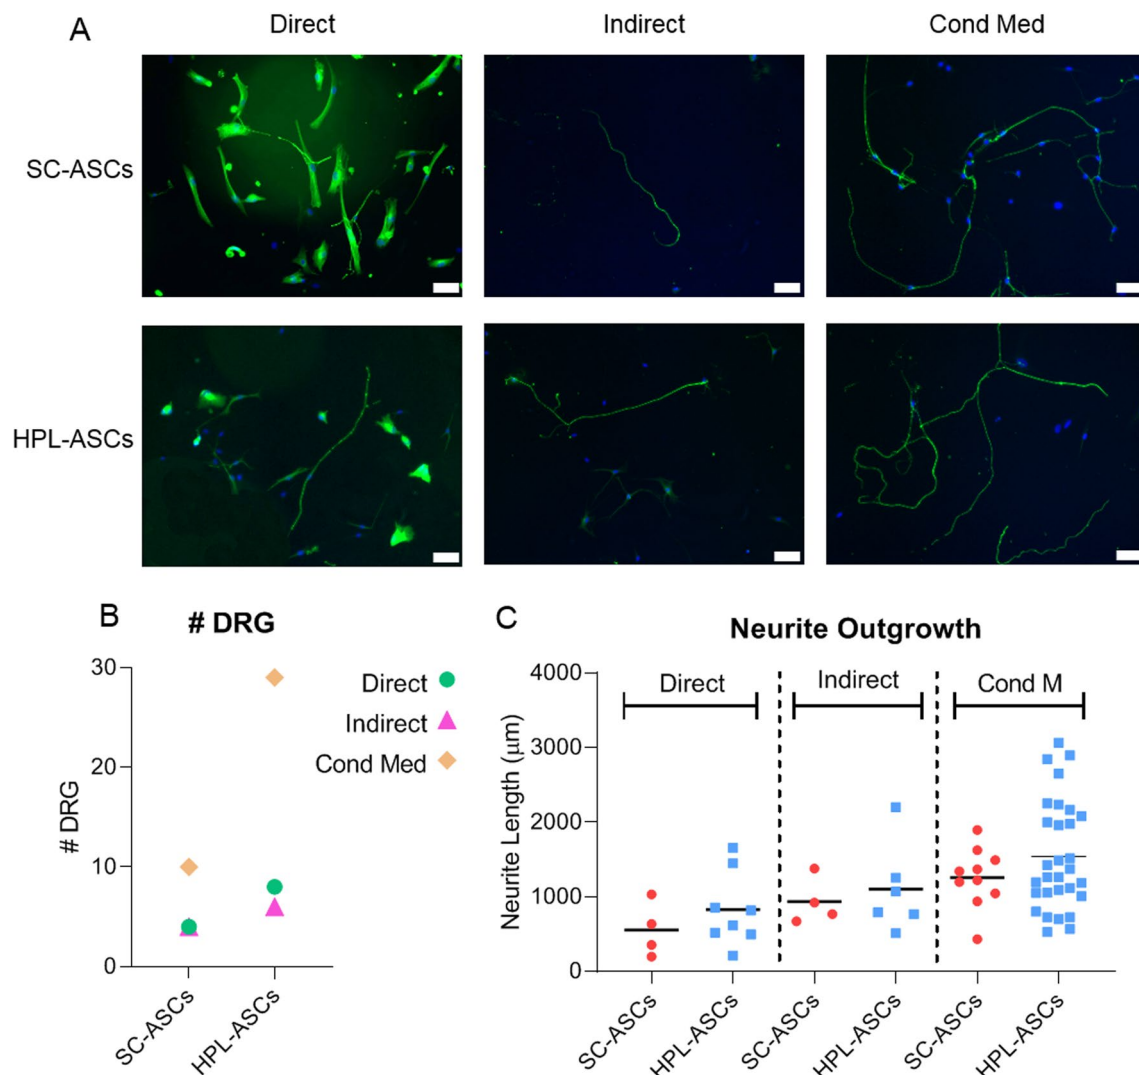 A
Direct
Indirect
Cond Med
SC-ASCs
HPL-ASCs
B
# DRG
30
20
10
0
# DRG
Direct
Indirect
Cond Med
SC-ASCs
HPL-ASCs
C
Neurite Outgrowth
4000
3000
2000
1000
0
Neurite Length (μm)
Direct
Indirect
Cond M
SC-ASCs
HPL-ASCs
SC-ASCs
HPL-ASCs
SC-ASCs
HPL-ASCs